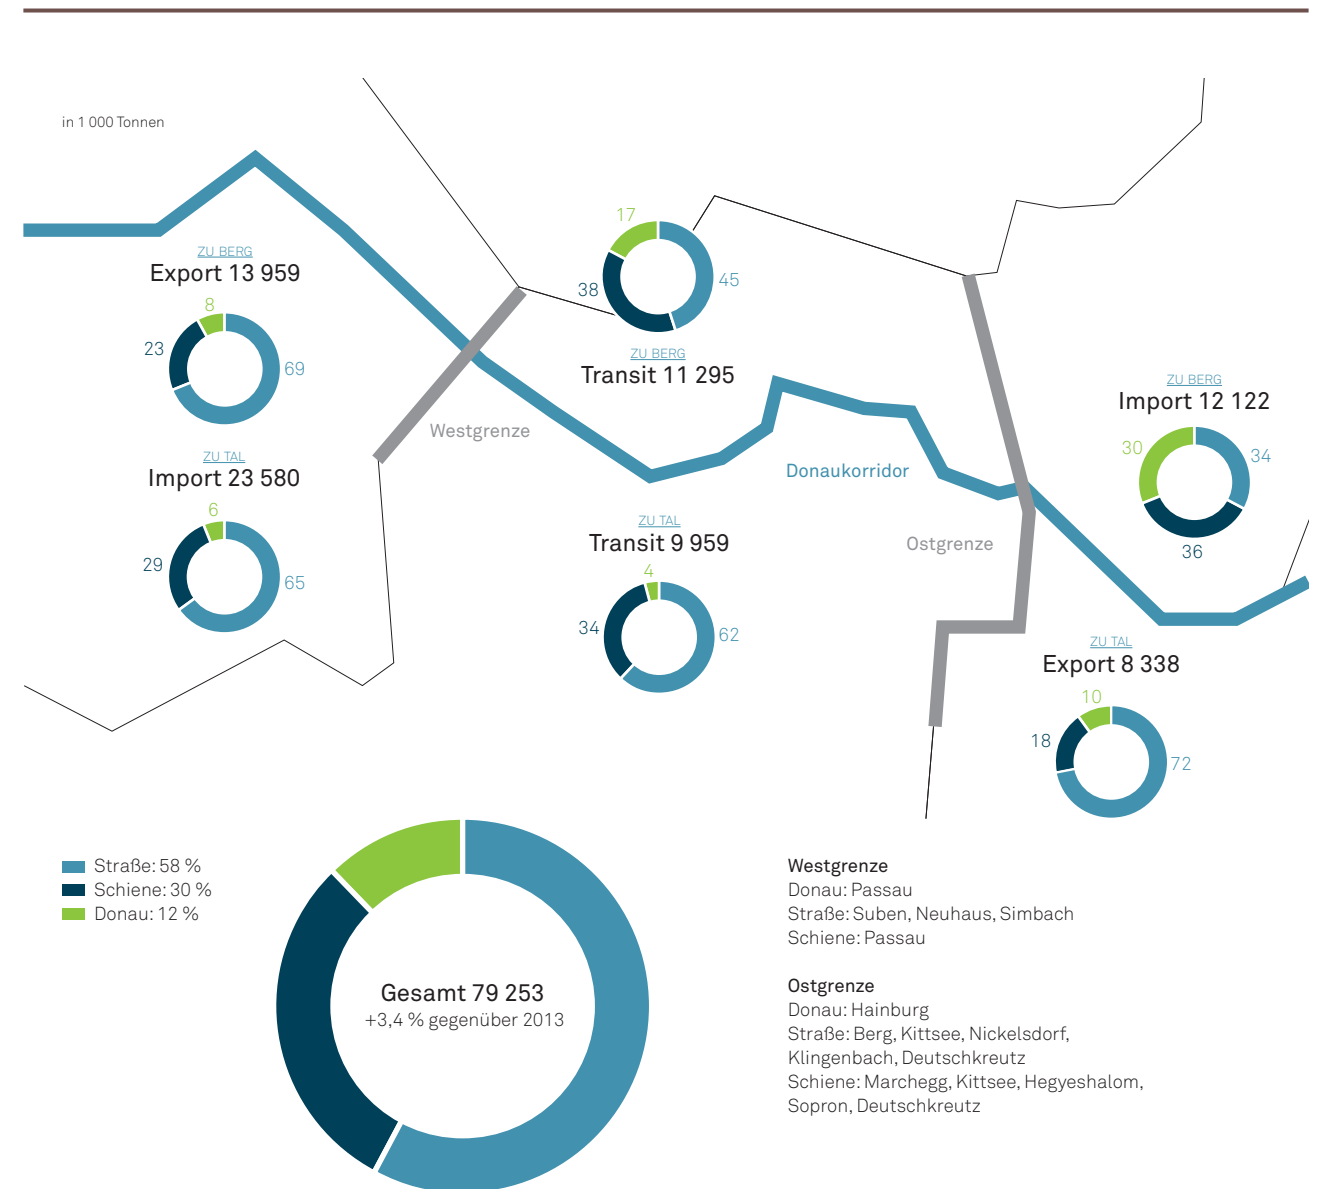 in 1 000 Tonnen
ZU BERG
Export 13 959
8
23
69
ZU TAL
Import 23 580
6
29
65
Westgrenze
17
38
45
ZU BERG
Transit 11 295
Donaukorridor
ZU TAL
Transit 9 959
4
34
62
Ostgrenze
ZU BERG
Import 12 122
30
34
36
ZU TAL
Export 8 338
10
18
72
Straße: 58 %
Schiene: 30 %
Donau: 12 %
Gesamt 79 253
+3,4 % gegenüber 2013
Westgrenze
Donau: Passau
Straße: Suben, Neuhaus, Simbach
Schiene: Passau
Ostgrenze
Donau: Hainburg
Straße: Berg, Kittsee, Nickelsdorf,
Klingenbach, Deutschkreutz
Schiene: Marchegg, Kittsee, Hegyeshalom,
Sopron, Deutschkreutz